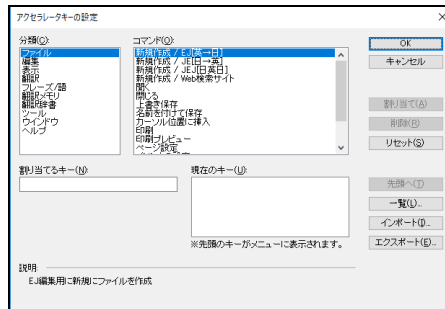 アクセラレータキーの設定
分類(C):
ファイル
編集
表示
翻訳
フレーズ/語
翻訳メモリ
翻訳辞書
ツール
ウインドウ
ヘルプ
コマンド(O):
新規作成 / EJ[英→日]
新規作成 / JE[日→英]
新規作成 / EJ[日英日]
新規作成 / Web検索サイト
開く
閉じる
上書き保存
名前を付けて保存
カーソル位置に挿入
印刷
印刷プレビュー
ページ設定
OK
キャンセル
割り当て(A)
削除(R)
リセット(S)
割り当てるキー(N):
現在のキー(U):
※先頭のキーがメニューに表示されます。
先頭へ(T)
一覧(L)...
インポート(I)...
エクスポート(E)...
説明:
EJ編集用に新規にファイルを作成